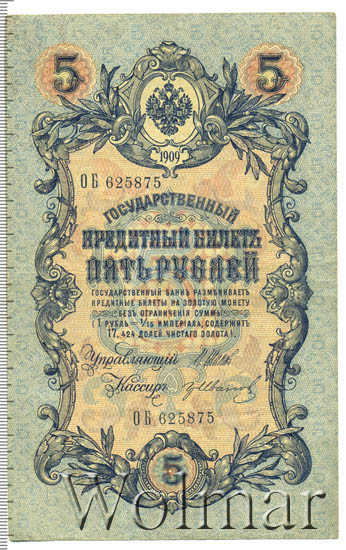 5 5
1909
ОБ 625875
ГОСУДАРСТВЕННЫЙ
КРЕДИТНЫЙ БИЛЕТЪ
ПЯТЬ РУБЛЕЙ
ГОСУДАРСТВЕННЫЙ БАНКЪ РАЗМѢНИВАЕТЪ
КРЕДИТНЫЕ БИЛЕТЫ НА ЗОЛОТУЮ МОНЕТУ
БЕЗЪ ОГРАНИЧЕНІЯ СУММЫ
(1 РУБЛЬ = 1/15 ИМПЕРІАЛА, СОДЕРЖИТЪ
17,424 ДОЛЕЙ ЧИСТАГО ЗОЛОТА).
Управляющій
Кассиръ
ОБ 625875
5
Wolmar